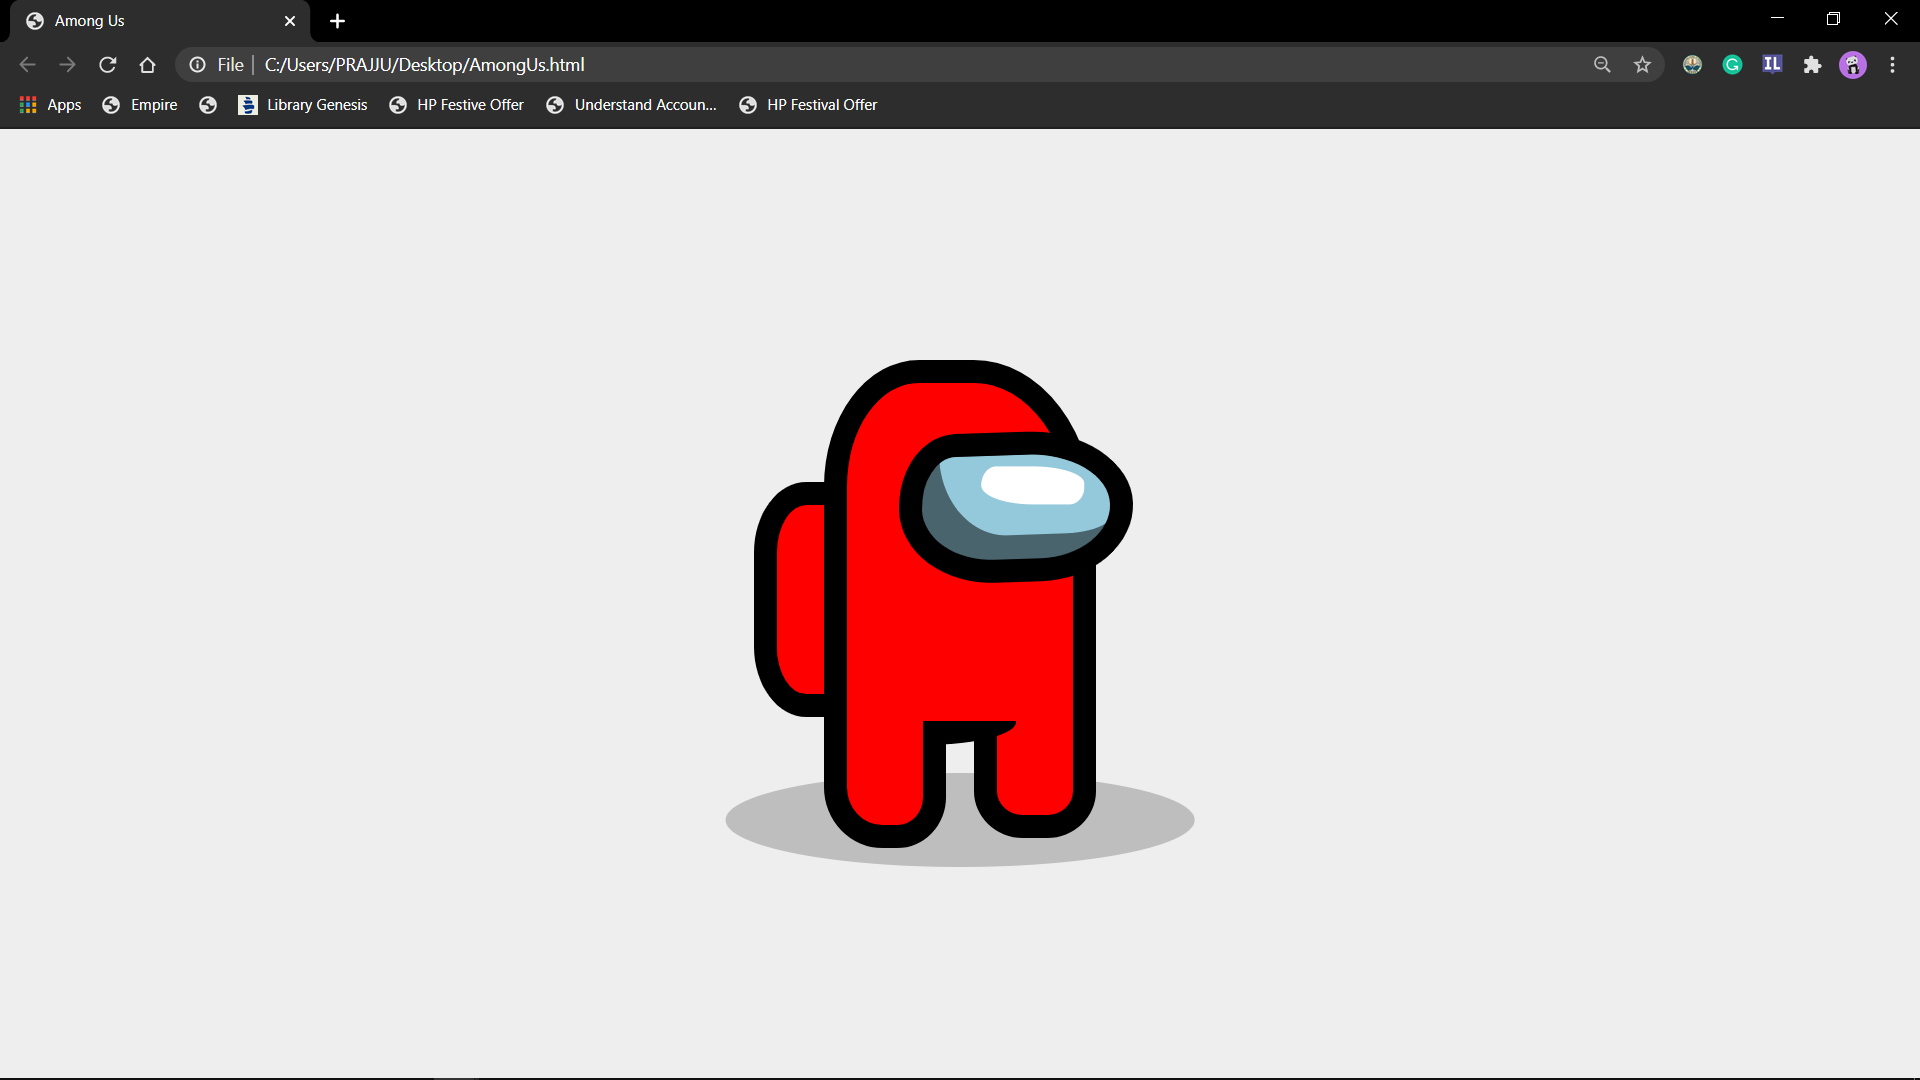 Among Us
File | C:/Users/PRAJJU/Desktop/AmongUs.html
IL
Apps Empire Library Genesis HP Festive Offer Understand Accoun... HP Festival Offer